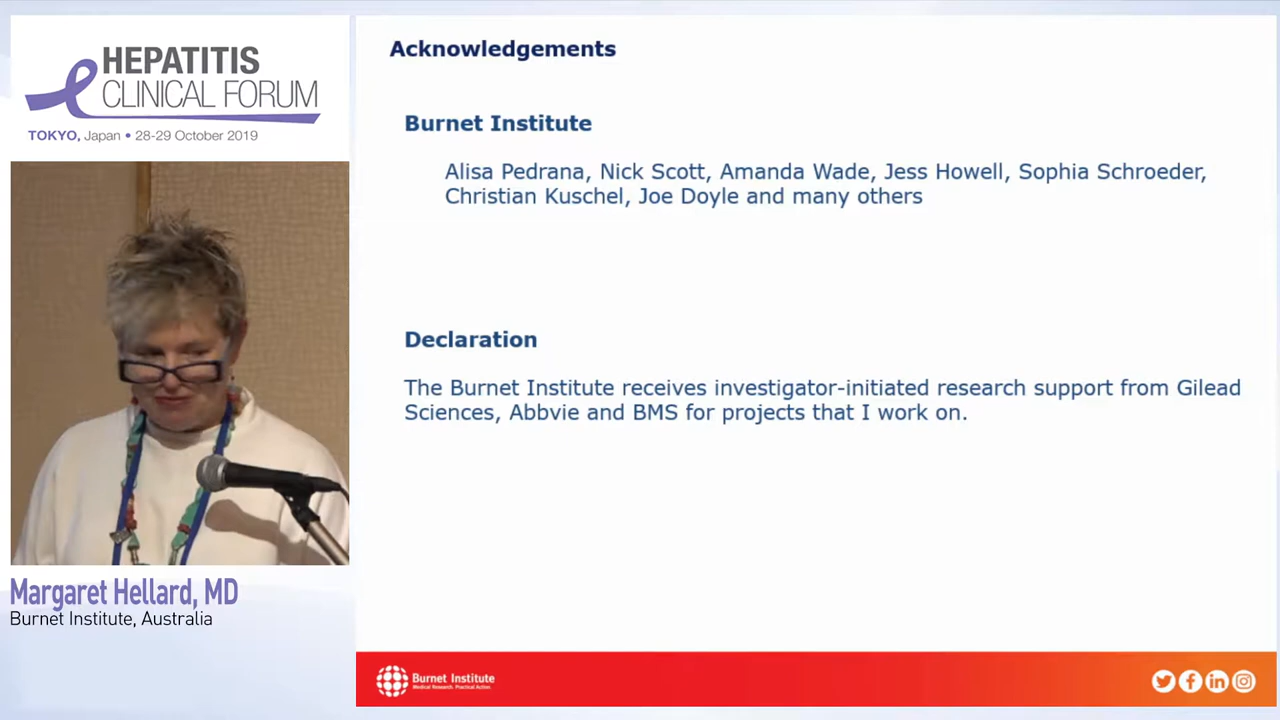 HEPATITIS
CLINICAL FORUM
TOKYO, Japan • 28-29 October 2019
Margaret Hellard, MD
Burnet Institute, Australia
Acknowledgements
Burnet Institute
Alisa Pedrana, Nick Scott, Amanda Wade, Jess Howell, Sophia Schroeder,
Christian Kuschel, Joe Doyle and many others
Declaration
The Burnet Institute receives investigator-initiated research support from Gilead
Sciences, Abbvie and BMS for projects that I work on.
Burnet Institute
Medical Research. Practical Action.